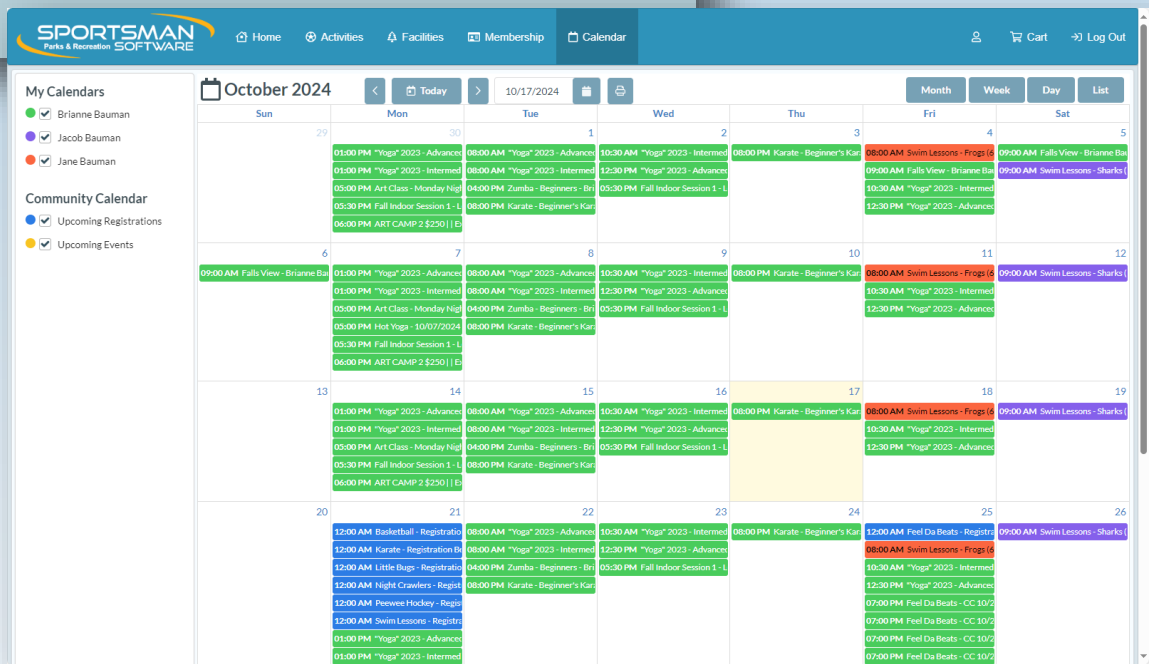 SPORTSMAN
Parks & Recreation SOFTWARE
Home Activities Facilities Membership Calendar Cart Log Out
My Calendars
Brianne Bauman
Jacob Bauman
Jane Bauman
Community Calendar
Upcoming Registrations
Upcoming Events
October 2024 Today 10/17/2024 Month Week Day List
Sun Mon Tue Wed Thu Fri Sat
29 30 1 2 3 4 5
01:00 PM "Yoga" 2023 - Advanced
01:00 PM "Yoga" 2023 - Intermed
05:00 PM Art Class - Monday Nigh
05:30 PM Fall Indoor Session 1 - L
06:00 PM ART CAMP 2 $250 | | E
08:00 AM "Yoga" 2023 - Advanced
08:00 AM "Yoga" 2023 - Intermed
04:00 PM Zumba - Beginners - Bri
08:00 PM Karate - Beginner's Kar
10:30 AM "Yoga" 2023 - Intermed
12:30 PM "Yoga" 2023 - Advanced
05:30 PM Fall Indoor Session 1 - L
08:00 PM Karate - Beginner's Kar
08:00 AM Swim Lessons - Frogs (6
09:00 AM Falls View - Brianne Bau
10:30 AM "Yoga" 2023 - Intermed
12:30 PM "Yoga" 2023 - Advanced
09:00 AM Falls View - Brianne Bau
09:00 AM Swim Lessons - Sharks (
6 7 8 9 10 11 12
09:00 AM Falls View - Brianne Bau
01:00 PM "Yoga" 2023 - Advanced
01:00 PM "Yoga" 2023 - Intermed
05:00 PM Art Class - Monday Nigh
05:00 PM Hot Yoga - 10/07/2024
05:30 PM Fall Indoor Session 1 - L
06:00 PM ART CAMP 2 $250 | | E
08:00 AM "Yoga" 2023 - Advanced
08:00 AM "Yoga" 2023 - Intermed
04:00 PM Zumba - Beginners - Bri
08:00 PM Karate - Beginner's Kar
10:30 AM "Yoga" 2023 - Intermed
12:30 PM "Yoga" 2023 - Advanced
05:30 PM Fall Indoor Session 1 - L
08:00 PM Karate - Beginner's Kar
08:00 AM Swim Lessons - Frogs (6
10:30 AM "Yoga" 2023 - Intermed
12:30 PM "Yoga" 2023 - Advanced
09:00 AM Swim Lessons - Sharks (
13 14 15 16 17 18 19
01:00 PM "Yoga" 2023 - Advanced
01:00 PM "Yoga" 2023 - Intermed
05:00 PM Art Class - Monday Nigh
05:30 PM Fall Indoor Session 1 - L
06:00 PM ART CAMP 2 $250 | | E
08:00 AM "Yoga" 2023 - Advanced
08:00 AM "Yoga" 2023 - Intermed
04:00 PM Zumba - Beginners - Bri
08:00 PM Karate - Beginner's Kar
10:30 AM "Yoga" 2023 - Intermed
12:30 PM "Yoga" 2023 - Advanced
05:30 PM Fall Indoor Session 1 - L
08:00 PM Karate - Beginner's Kar
08:00 AM Swim Lessons - Frogs (6
10:30 AM "Yoga" 2023 - Intermed
12:30 PM "Yoga" 2023 - Advanced
09:00 AM Swim Lessons - Sharks (
20 21 22 23 24 25 26
12:00 AM Basketball - Registratio
12:00 AM Karate - Registration Be
12:00 AM Little Bugs - Registratio
12:00 AM Night Crawlers - Regist
12:00 AM Peewee Hockey - Regis
12:00 AM Swim Lessons - Registra
01:00 PM "Yoga" 2023 - Advanced
01:00 PM "Yoga" 2023 - Intermed
08:00 AM "Yoga" 2023 - Advanced
08:00 AM "Yoga" 2023 - Intermed
04:00 PM Zumba - Beginners - Bri
08:00 PM Karate - Beginner's Kar
10:30 AM "Yoga" 2023 - Intermed
12:30 PM "Yoga" 2023 - Advanced
05:30 PM Fall Indoor Session 1 - L
08:00 PM Karate - Beginner's Kar
12:00 AM Feel Da Beats - Registra
08:00 AM Swim Lessons - Frogs (6
10:30 AM "Yoga" 2023 - Intermed
12:30 PM "Yoga" 2023 - Advanced
07:00 PM Feel Da Beats - CC 10/2
07:00 PM Feel Da Beats - CC 10/2
07:00 PM Feel Da Beats - CC 10/2
07:00 PM Feel Da Beats - CC 10/2
09:00 AM Swim Lessons - Sharks (